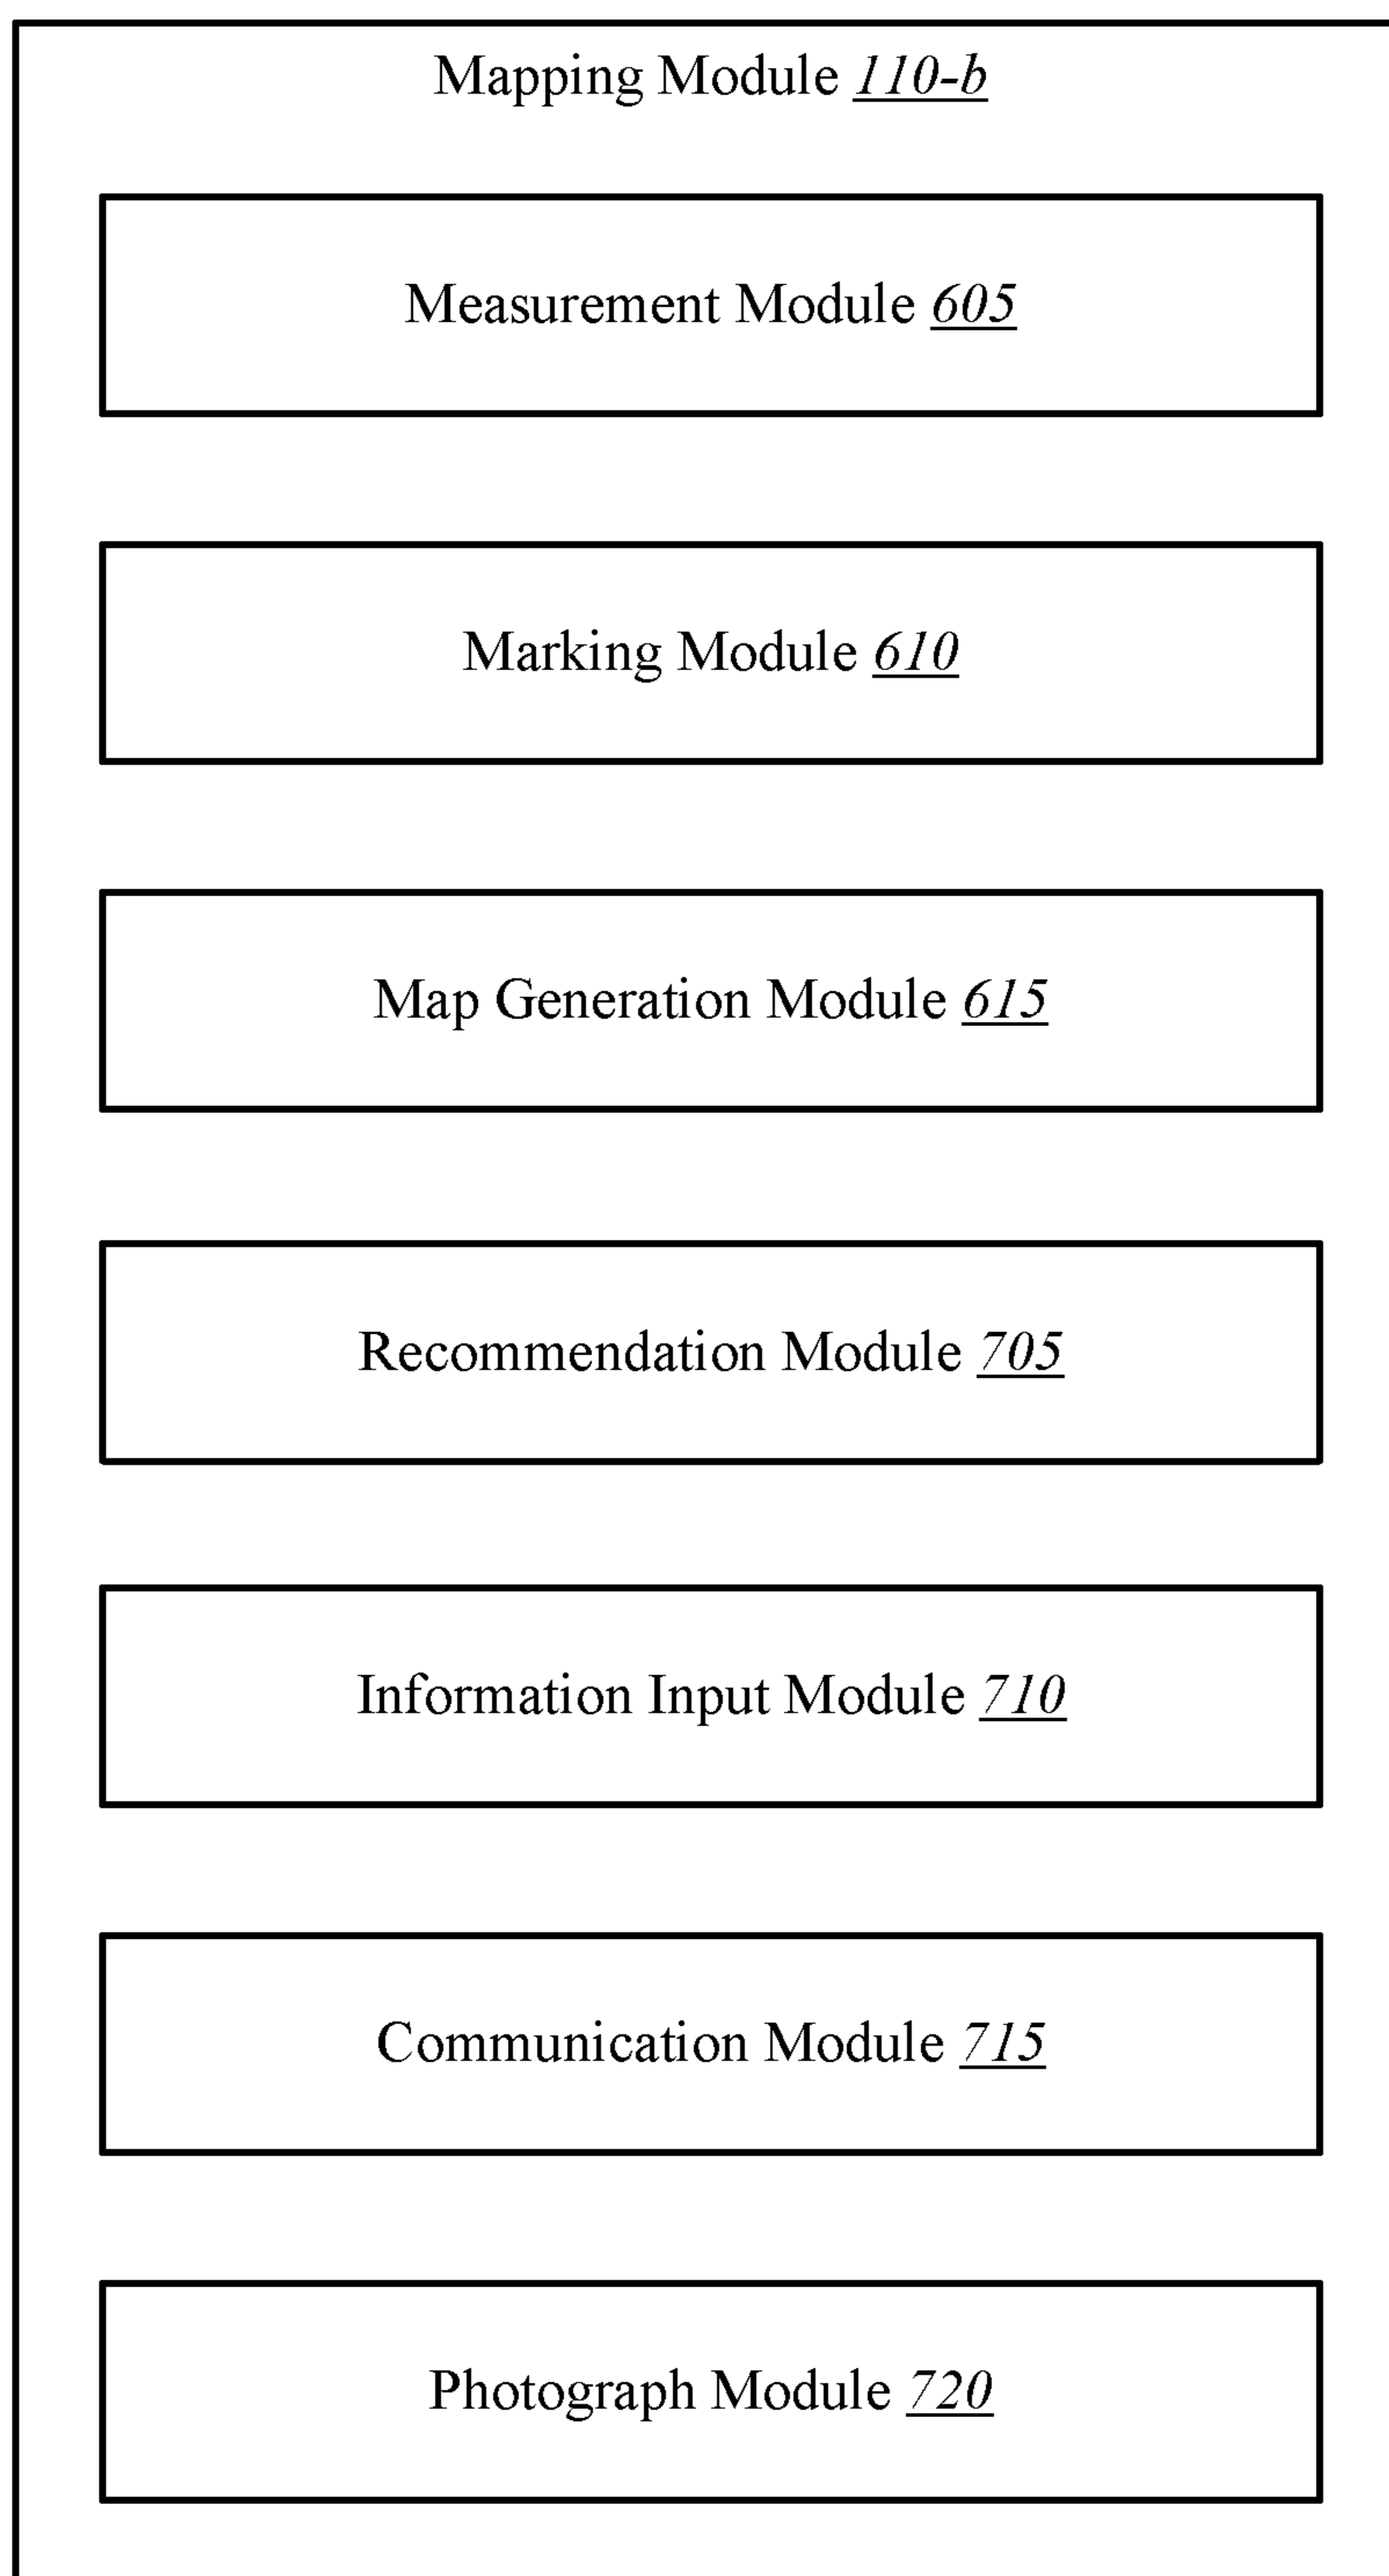 Mapping Module 110-b
Measurement Module 605
Marking Module 610
Map Generation Module 615
Recommendation Module 705
Information Input Module 710
Communication Module 715
Photograph Module 720